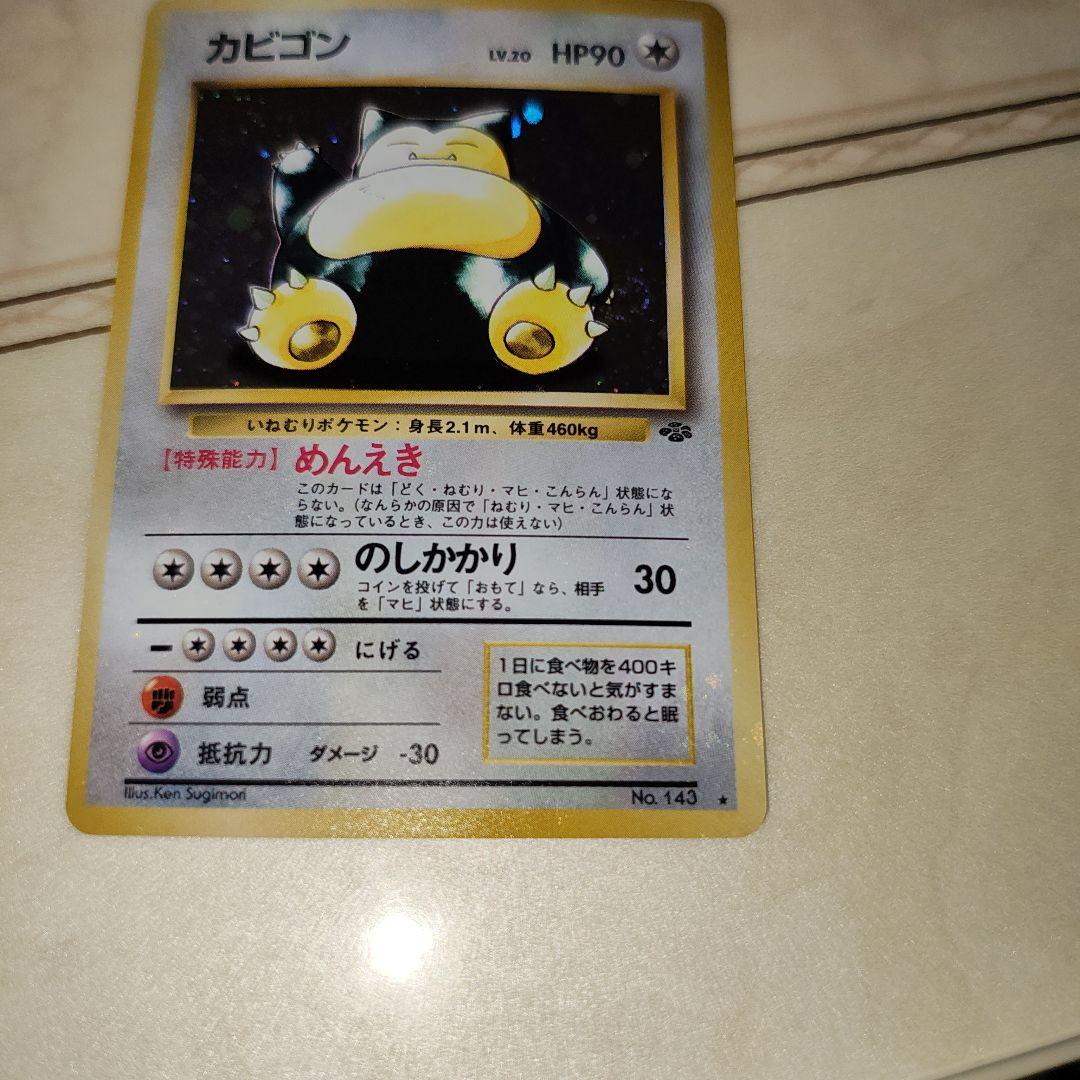 カビゴン LV.20 HP90
いねむりポケモン：身長2.1m、体重460kg
【特殊能力】めんえき
このカードは「どく・ねむり・マヒ・こんらん」状態にな
らない。（なんらかの原因で「ねむり・マヒ・こんらん」状
態になっているとき、この力は使えない）
のしかかり 30
コインを投げて「おもて」なら、相手
を「マヒ」状態にする。
にげる
弱点
抵抗力 ダメージ -30
1日に食べ物を400キ
ロ食べないと気がすま
ない。食べおわると眠
ってしまう。
Illus.Ken Sugimori
No. 143 ★